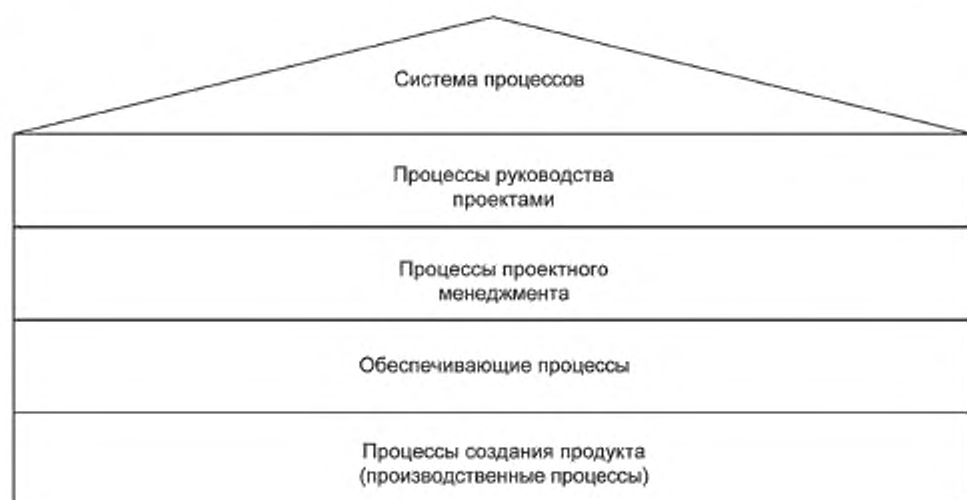 Система процессов
Процессы руководства
проектами
Процессы проектного
менеджмента
Обеспечивающие процессы
Процессы создания продукта
(производственные процессы)